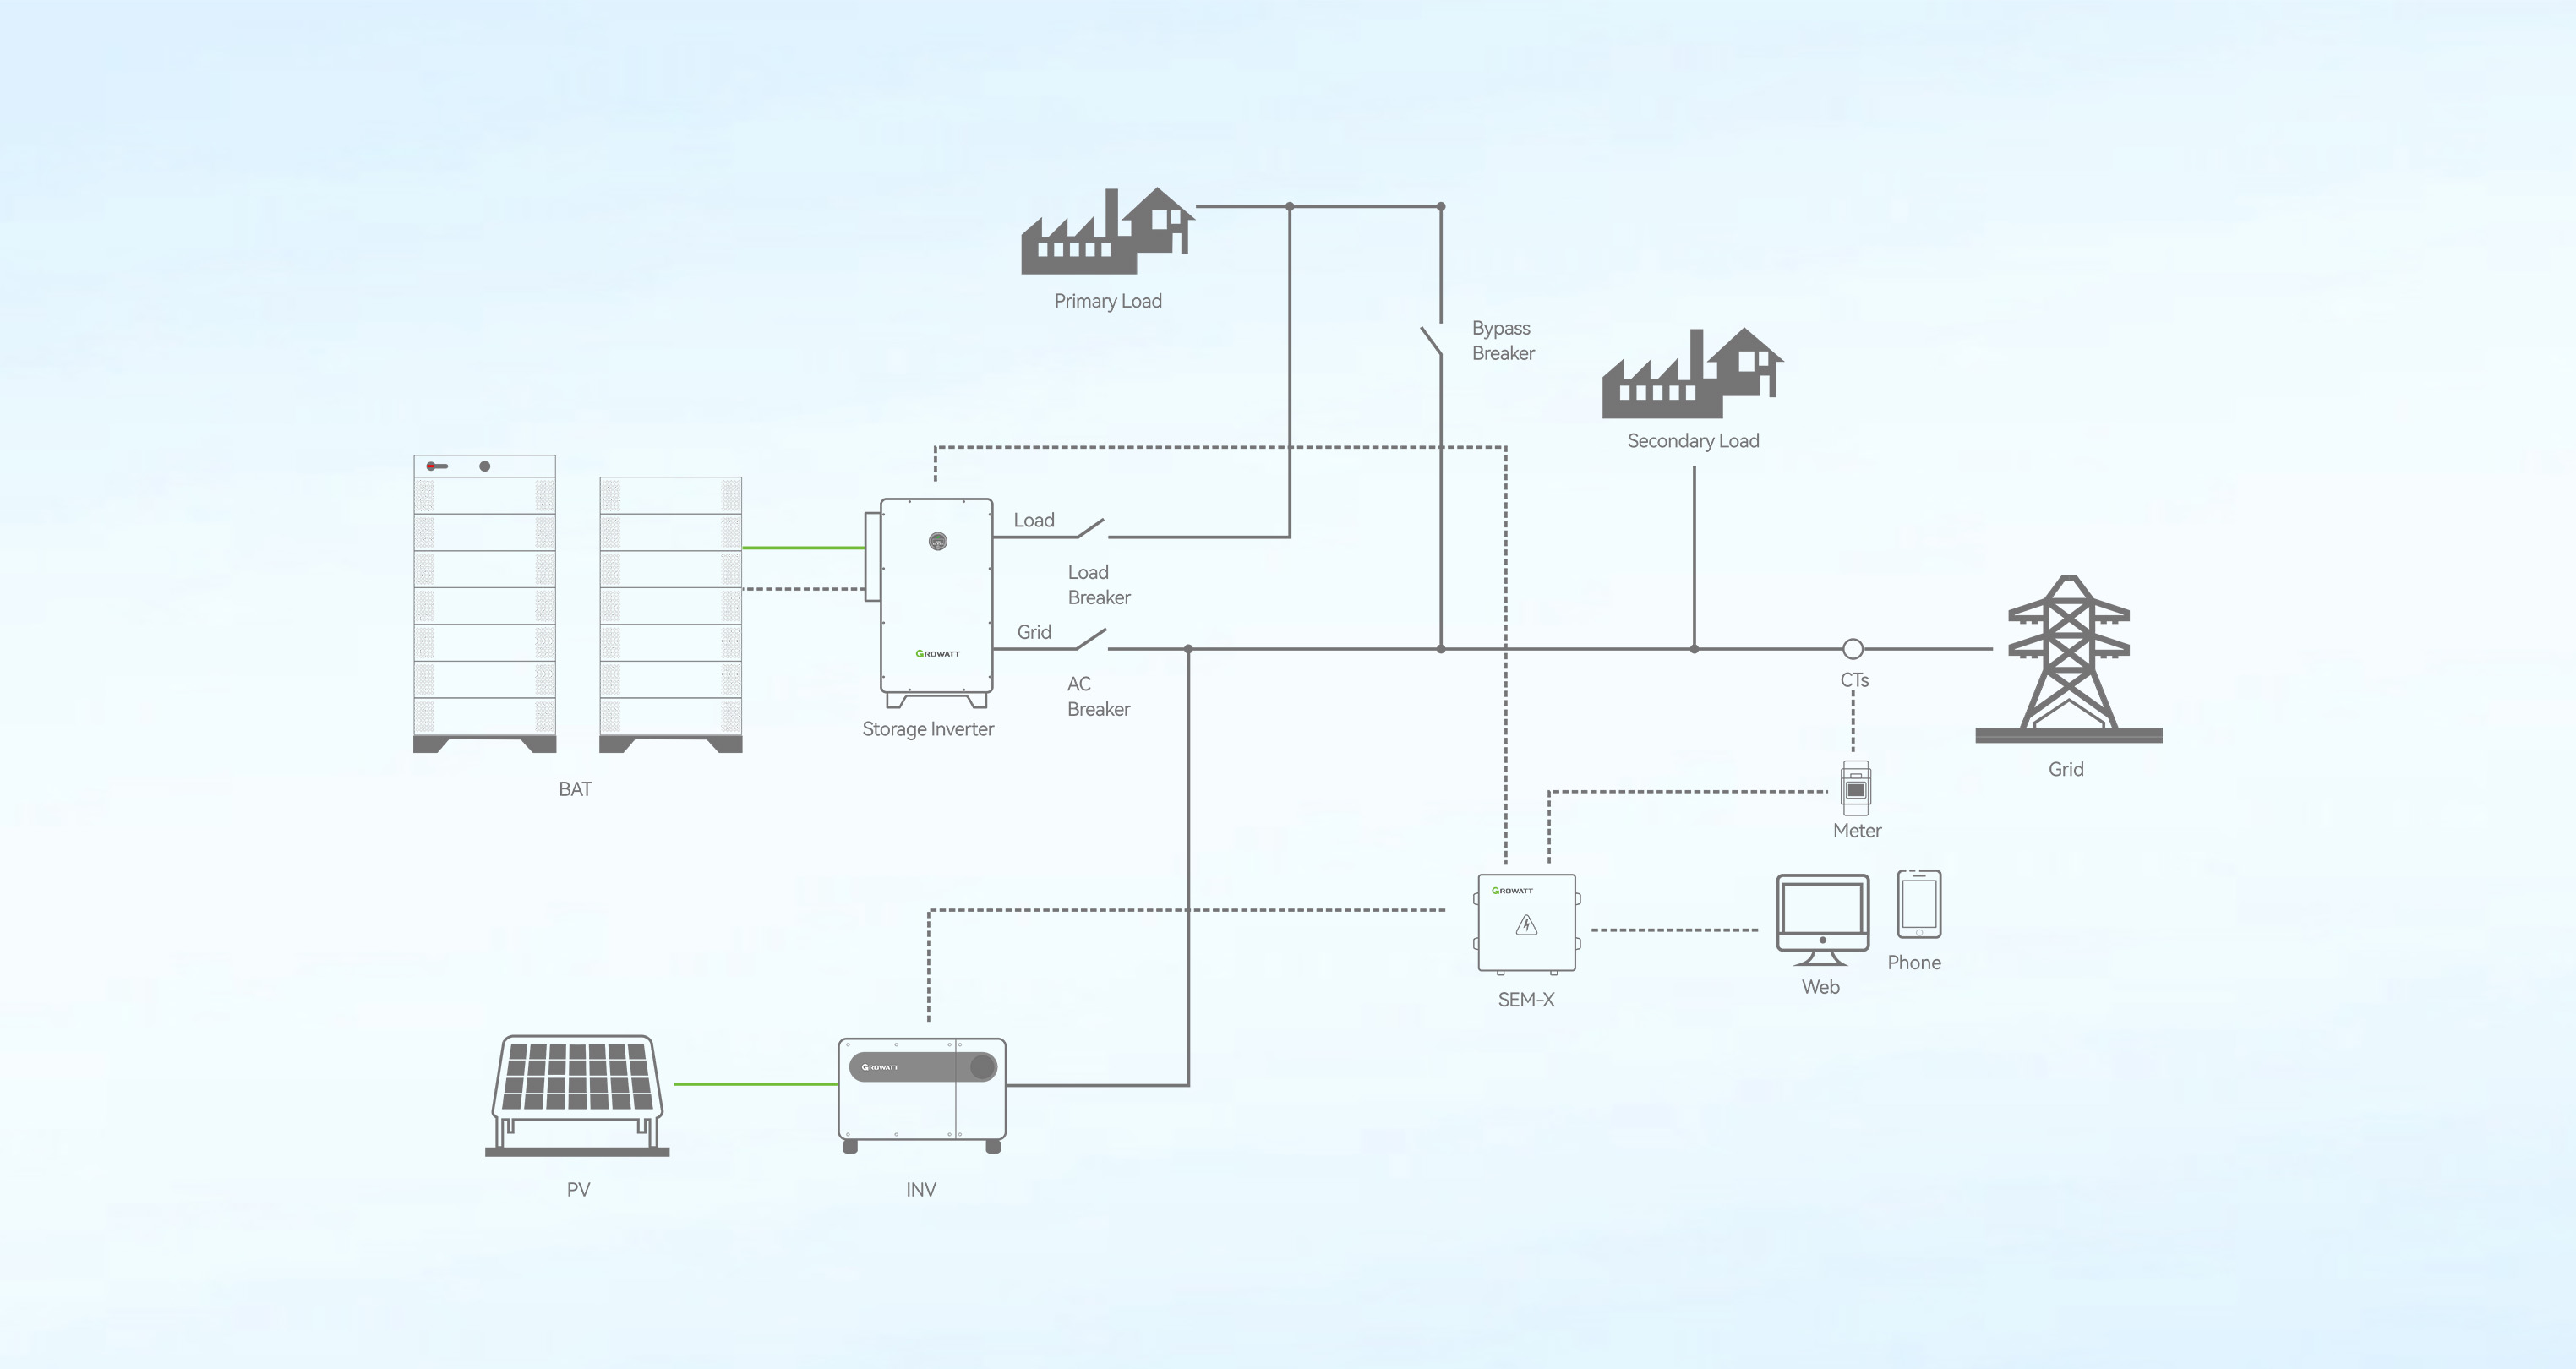 Primary Load
Bypass
Breaker
Secondary Load
Load
Load
Breaker
Grid
GROWATT
AC
Breaker
Storage Inverter
CTs
Grid
BAT
Meter
GROWATT
Phone
Web
SEM-X
GROWATT
PV
INV